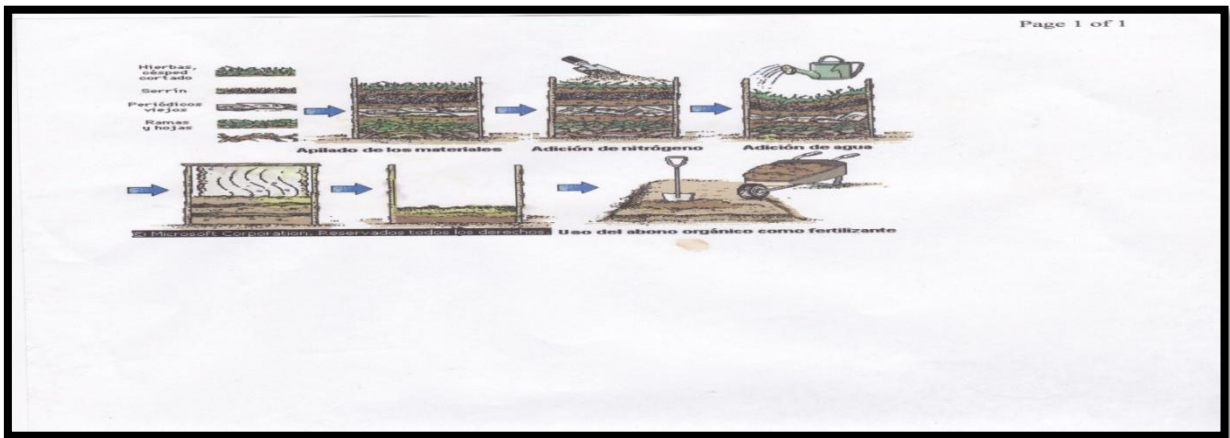 Page 1 of 1
Hierbas,
césped
cortado
Serrín
Periódicos
viejos
Ramas
y hojas
Apilado de los materiales
Adición de nitrógeno
Adición de agua
© Microsoft Corporation. Reservados todos los derechos
Uso del abono orgánico como fertilizante